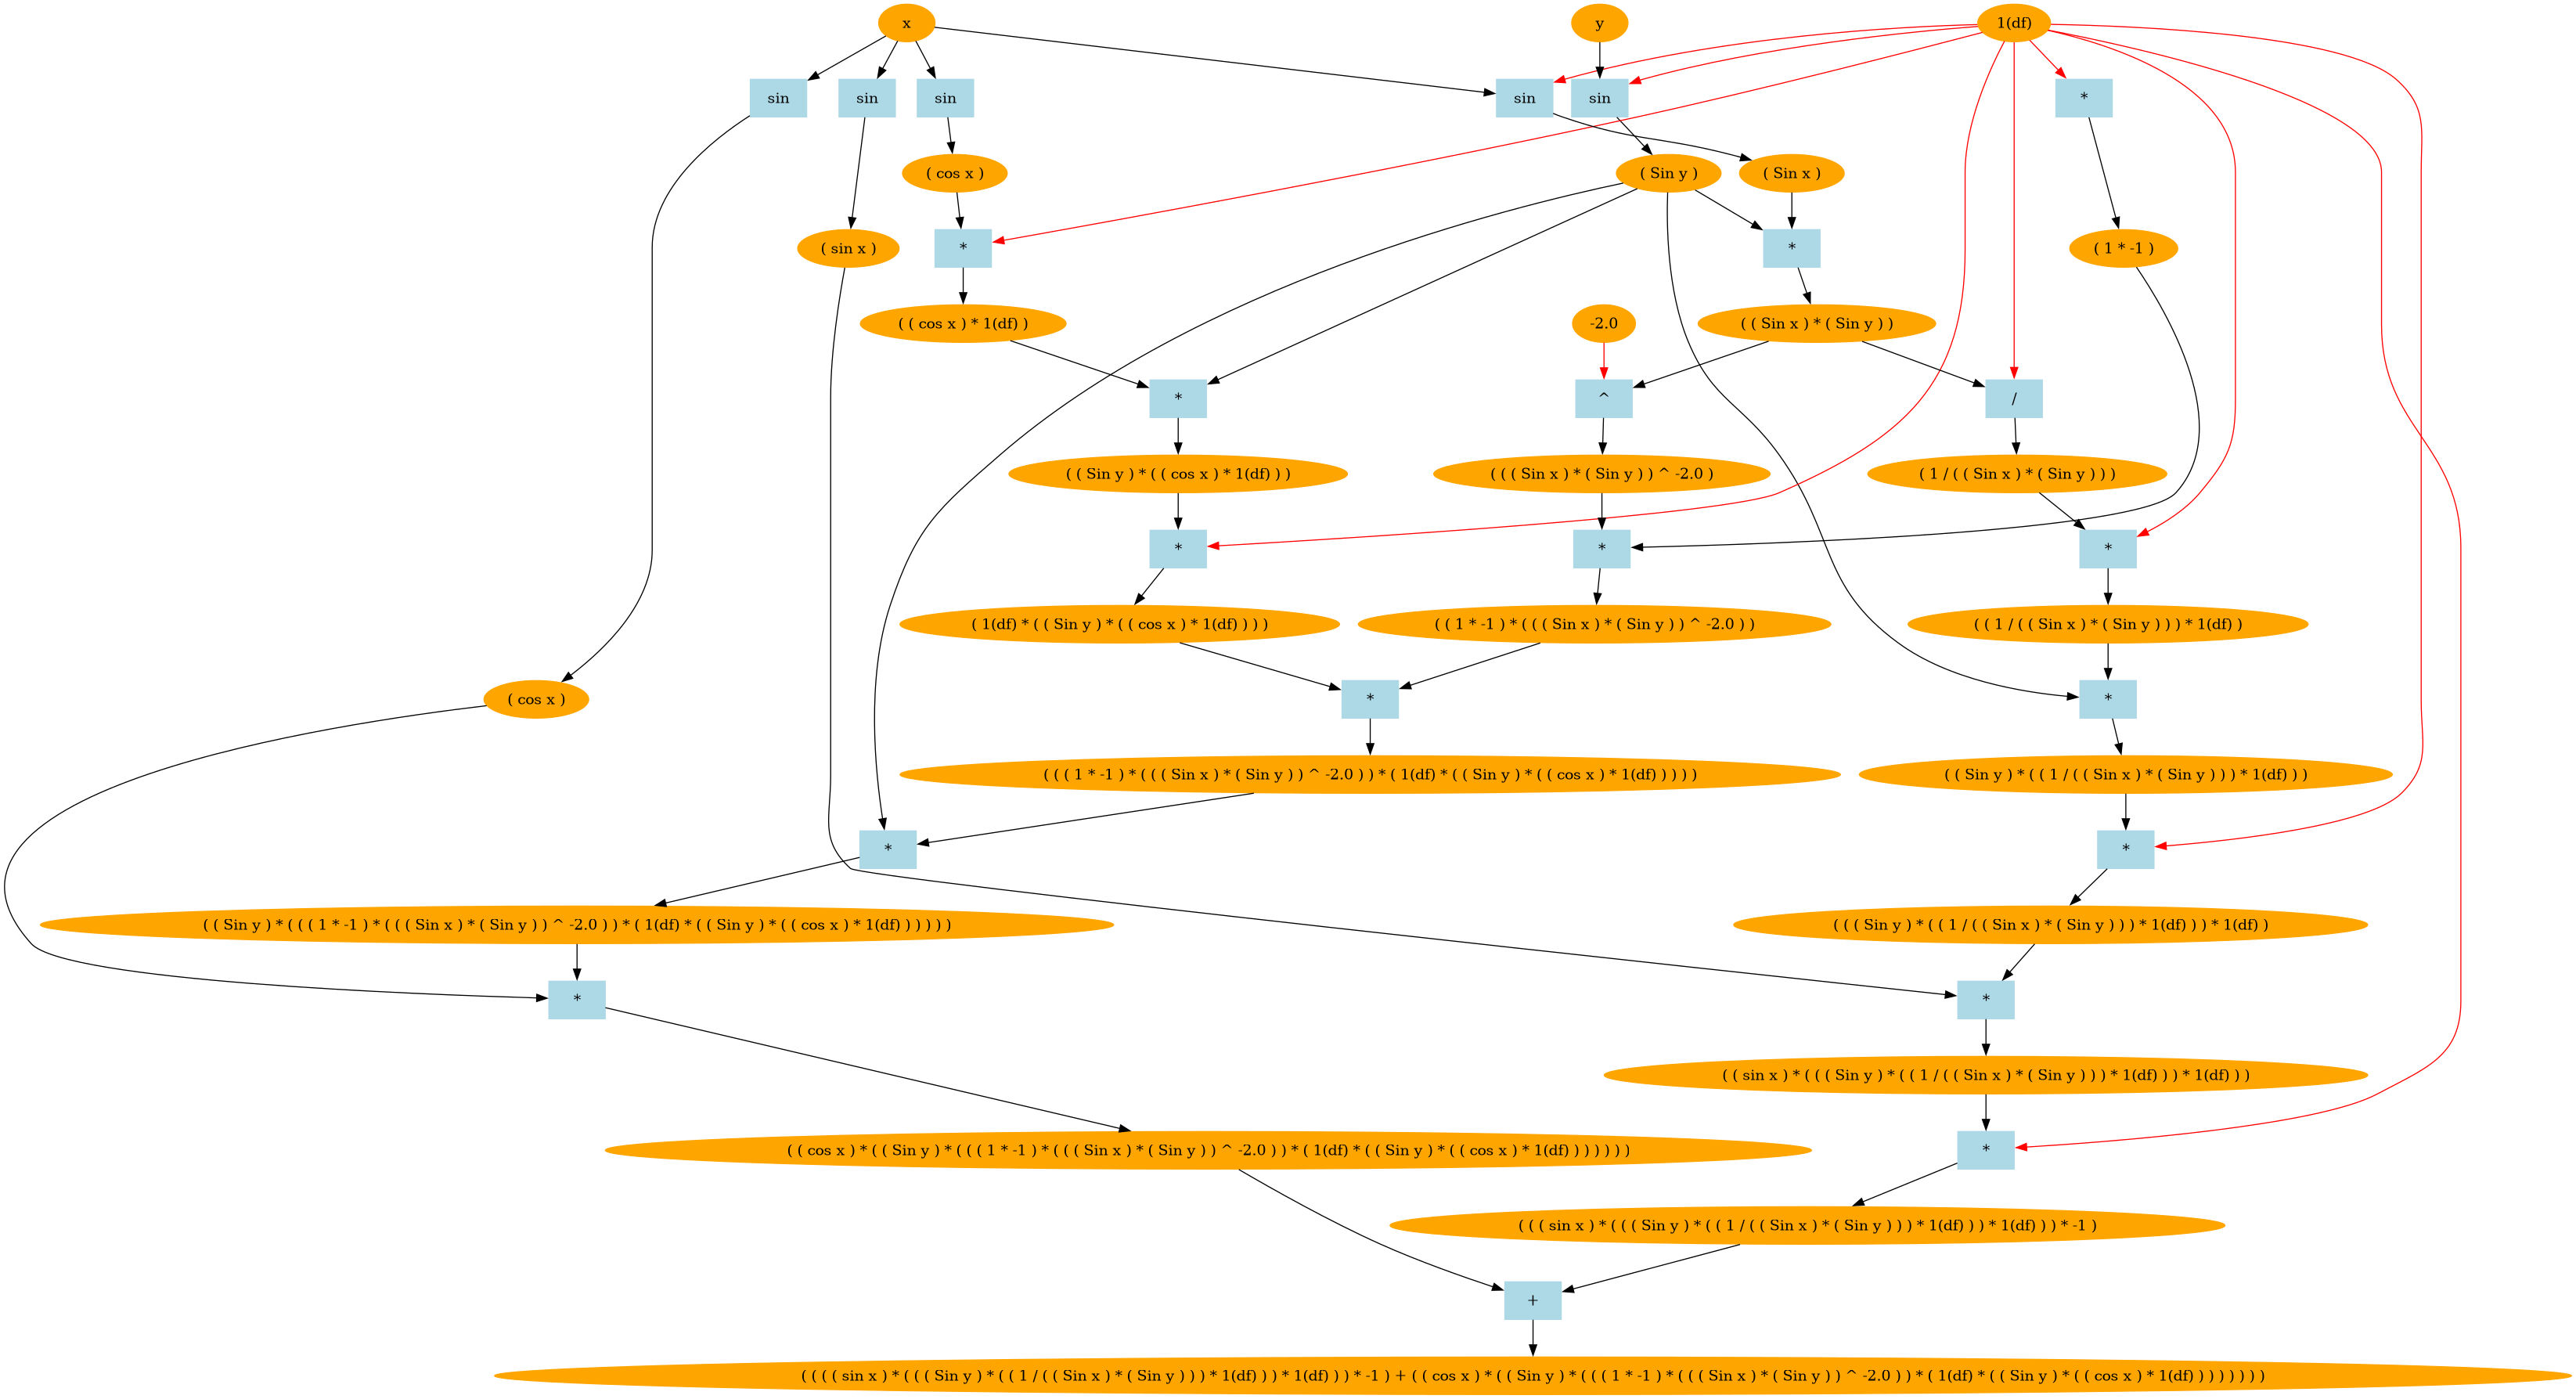 x
y
1(df)
sin
sin
sin
sin
sin
*
( cos x )
( Sin y )
( Sin x )
( sin x )
*
*
( 1 * -1 )
( ( cos x ) * 1(df) )
-2.0
( ( Sin x ) * ( Sin y ) )
*
^
/
( ( Sin y ) * ( ( cos x ) * 1(df) ) )
( ( ( Sin x ) * ( Sin y ) ) ^ -2.0 )
( 1 / ( ( Sin x ) * ( Sin y ) ) )
*
*
*
( 1(df) * ( ( Sin y ) * ( ( cos x ) * 1(df) ) ) )
( ( 1 * -1 ) * ( ( ( Sin x ) * ( Sin y ) ) ^ -2.0 ) )
( ( 1 / ( ( Sin x ) * ( Sin y ) ) ) * 1(df) )
( cos x )
*
*
( ( ( 1 * -1 ) * ( ( ( Sin x ) * ( Sin y ) ) ^ -2.0 ) ) * ( 1(df) * ( ( Sin y ) * ( ( cos x ) * 1(df) ) ) ) )
( ( Sin y ) * ( ( 1 / ( ( Sin x ) * ( Sin y ) ) ) * 1(df) ) )
*
*
( ( Sin y ) * ( ( ( 1 * -1 ) * ( ( ( Sin x ) * ( Sin y ) ) ^ -2.0 ) ) * ( 1(df) * ( ( Sin y ) * ( ( cos x ) * 1(df) ) ) ) ) )
( ( ( Sin y ) * ( ( 1 / ( ( Sin x ) * ( Sin y ) ) ) * 1(df) ) ) * 1(df) )
*
*
( ( sin x ) * ( ( ( Sin y ) * ( ( 1 / ( ( Sin x ) * ( Sin y ) ) ) * 1(df) ) ) * 1(df) ) )
( ( cos x ) * ( ( Sin y ) * ( ( ( 1 * -1 ) * ( ( ( Sin x ) * ( Sin y ) ) ^ -2.0 ) ) * ( 1(df) * ( ( Sin y ) * ( ( cos x ) * 1(df) ) ) ) ) ) )
*
( ( ( sin x ) * ( ( ( Sin y ) * ( ( 1 / ( ( Sin x ) * ( Sin y ) ) ) * 1(df) ) ) * 1(df) ) ) * -1 )
+
( ( ( ( sin x ) * ( ( ( Sin y ) * ( ( 1 / ( ( Sin x ) * ( Sin y ) ) ) * 1(df) ) ) * 1(df) ) ) * -1 ) + ( ( cos x ) * ( ( Sin y ) * ( ( ( 1 * -1 ) * ( ( ( Sin x ) * ( Sin y ) ) ^ -2.0 ) ) * ( 1(df) * ( ( Sin y ) * ( ( cos x ) * 1(df) ) ) ) ) ) ) )